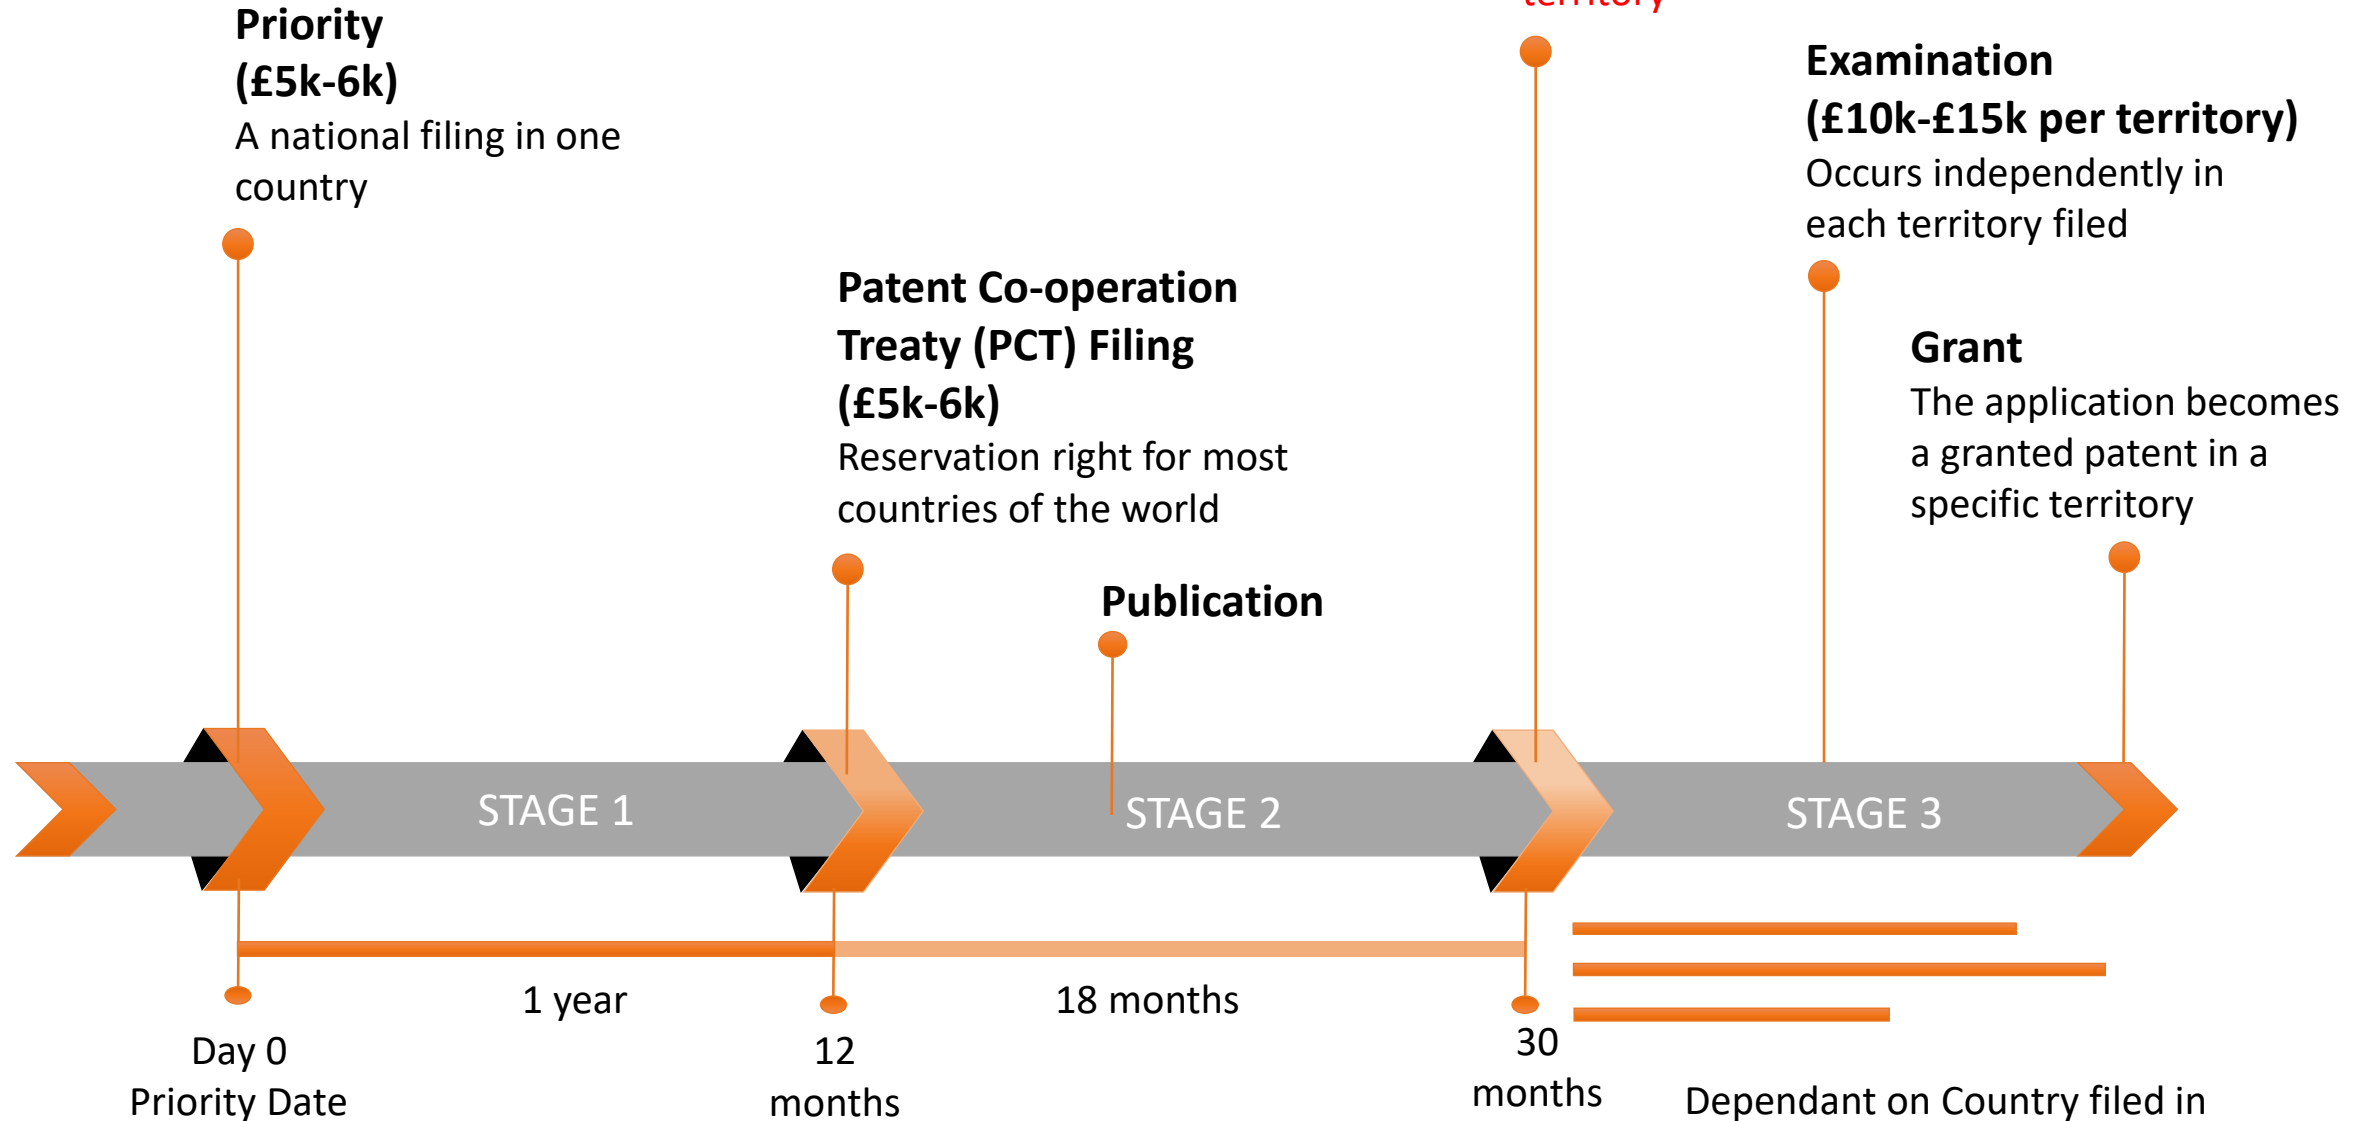 territory
Priority
(£5k-6k)
A national filing in one
country
Examination
(£10k-£15k per territory)
Occurs independently in
each territory filed
Patent Co-operation
Treaty (PCT) Filing
(£5k-6k)
Reservation right for most
countries of the world
Grant
The application becomes
a granted patent in a
specific territory
Publication
STAGE 1
STAGE 2
STAGE 3
1 year
18 months
Day 0
Priority Date
12
months
30
months
Dependant on Country filed in